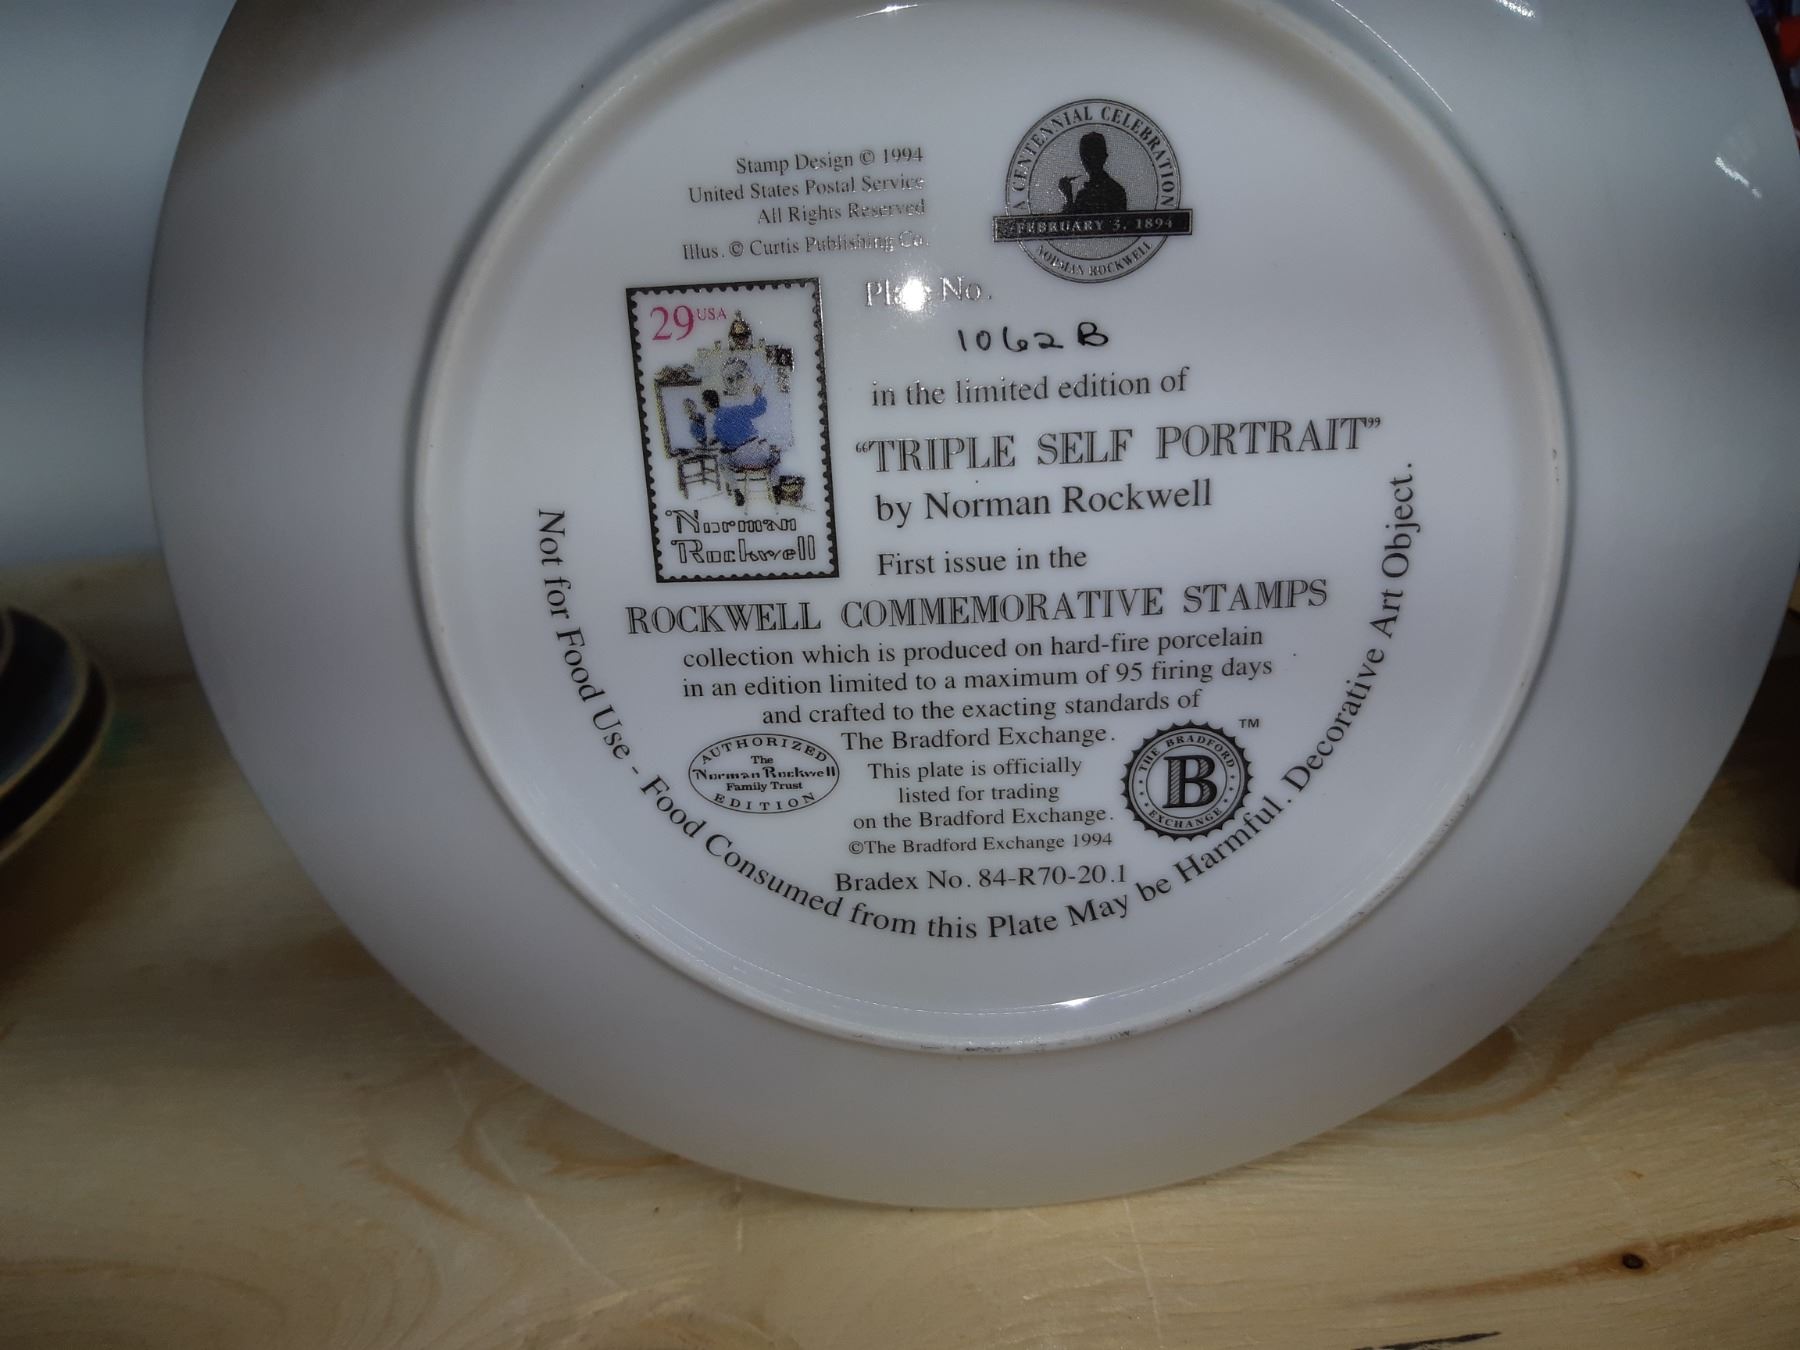 Stamp Design © 1994
United States Postal Service
All Rights Reserved
Illus. © Curtis Publishing Co.
A CENTENNIAL CELEBRATION
FEBRUARY 3, 1894
NORMAN ROCKWELL
29 USA
Norman
Rockwell
Plate No.
1062B
in the limited edition of
“TRIPLE SELF PORTRAIT”
by Norman Rockwell
First issue in the
ROCKWELL COMMEMORATIVE STAMPS
collection which is produced on hard-fire porcelain
in an edition limited to a maximum of 95 firing days
and crafted to the exacting standards of
The Bradford Exchange.
This plate is officially
listed for trading
on the Bradford Exchange.
©The Bradford Exchange 1994
Bradex No. 84-R70-20.1
AUTHORIZED
The
Norman Rockwell
Family Trust
EDITION
THE BRADFORD
B
EXCHANGE
TM
Not for Food Use - Food Consumed from this Plate May be Harmful. Decorative Art Object.